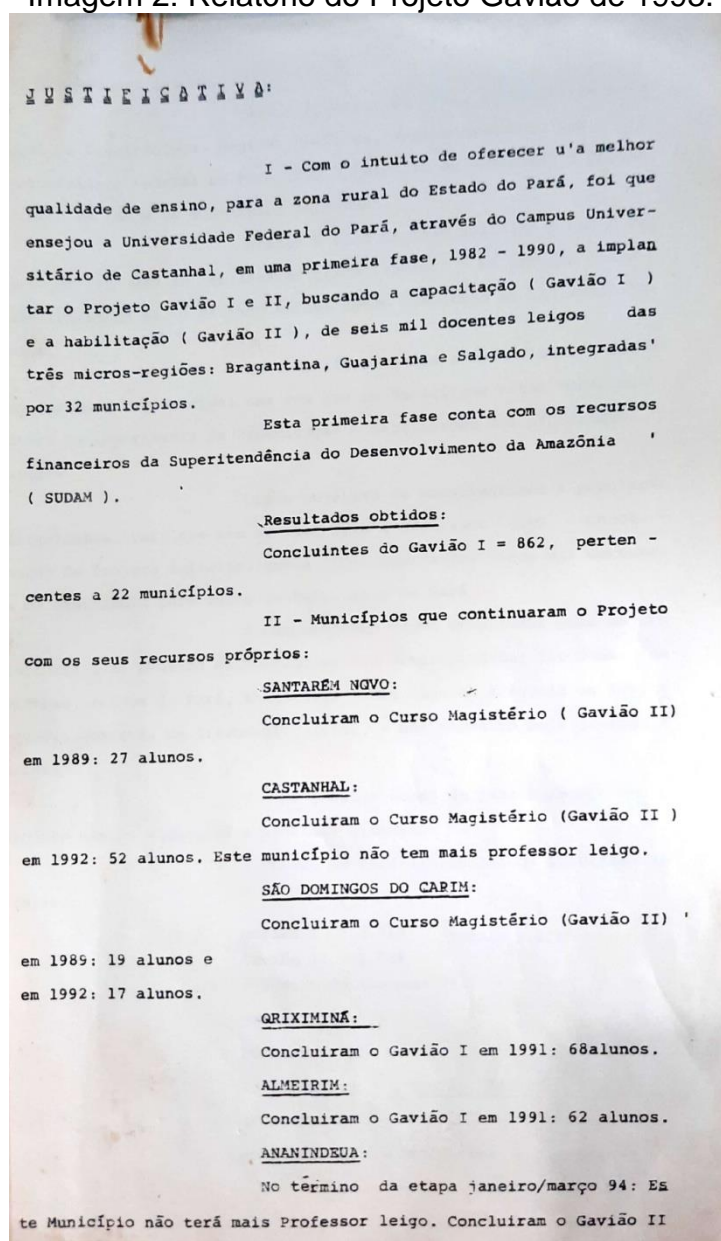 Imagem 2: Relatório do Projeto Gavião de 1993.
J U S T I F I C A T I V A:
I - Com o intuito de oferecer u'a melhor
qualidade de ensino, para a zona rural do Estado do Pará, foi que
ensejou a Universidade Federal do Pará, através do Campus Univer-
sitário de Castanhal, em uma primeira fase, 1982 - 1990, a implan
tar o Projeto Gavião I e II, buscando a capacitação ( Gavião I )
e a habilitação ( Gavião II ), de seis mil docentes leigos das
três micros-regiões: Bragantina, Guajarina e Salgado, integradas'
por 32 municípios.
Esta primeira fase conta com os recursos
financeiros da Superitendência do Desenvolvimento da Amazônia '
( SUDAM ).
Resultados obtidos:
Concluintes do Gavião I = 862, perten -
centes a 22 municípios.
II - Municípios que continuaram o Projeto
com os seus recursos próprios:
SANTARÉM NOVO:
Concluiram o Curso Magistério ( Gavião II)
em 1989: 27 alunos.
CASTANHAL:
Concluiram o Curso Magistério (Gavião II )
em 1992: 52 alunos. Este município não tem mais professor leigo.
SÃO DOMINGOS DO CAPIM:
Concluiram o Curso Magistério (Gavião II) '
em 1989: 19 alunos e
em 1992: 17 alunos.
ORIXIMINÁ:
Concluiram o Gavião I em 1991: 68alunos.
ALMEIRIM:
Concluiram o Gavião I em 1991: 62 alunos.
ANANINDEUA:
No término da etapa janeiro/março 94: Es
te Município não terá mais Professor leigo. Concluiram o Gavião II